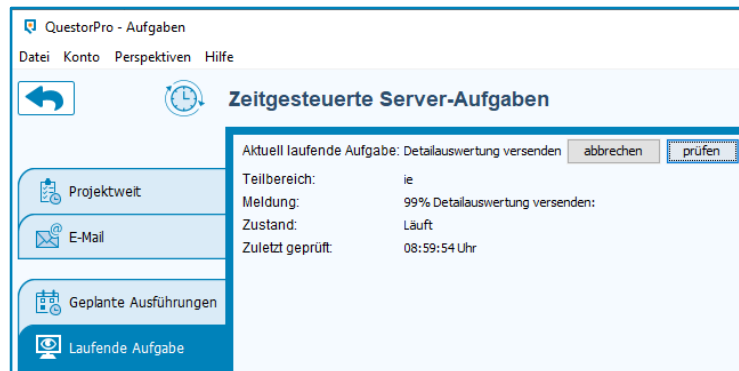 QuestorPro - Aufgaben
Datei Konto Perspektiven Hilfe
Zeitgesteuerte Server-Aufgaben
Aktuell laufende Aufgabe: Detailauswertung versenden abbrechen prüfen
Teilbereich: ie
Meldung: 99% Detailauswertung versenden:
Zustand: Läuft
Zuletzt geprüft: 08:59:54 Uhr
Projektweit
E-Mail
Geplante Ausführungen
Laufende Aufgabe